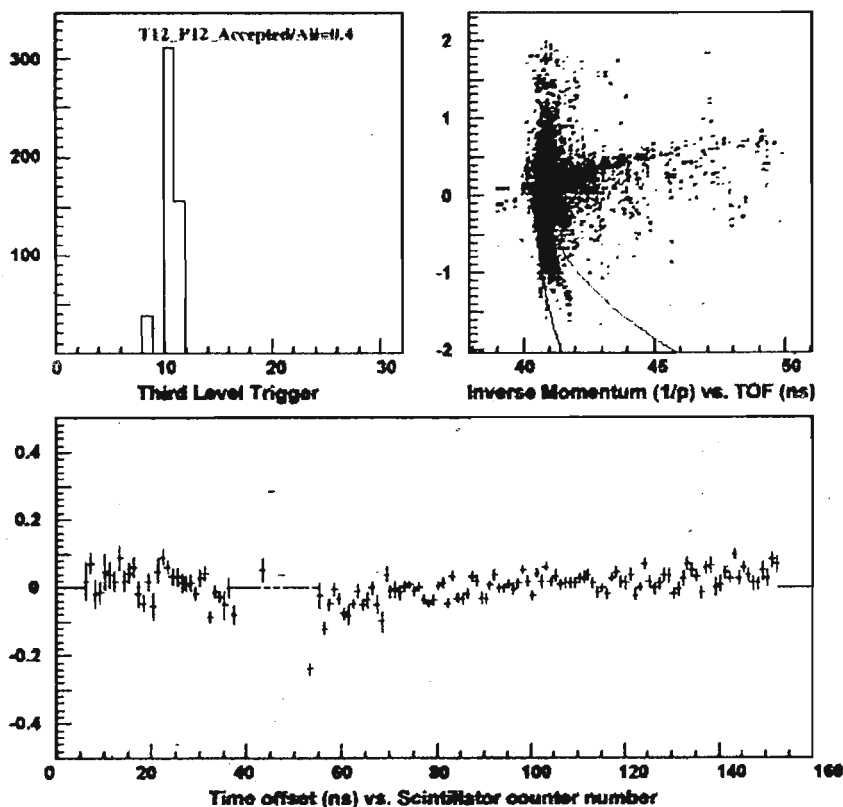 T12_P12_Accepted/All=0.4
300
200
100
0 10 20 30
Third Level Trigger
2
1
0
-1
-2
40 45 50
Inverse Momentum (1/p) vs. TOF (ns)
0.4
0.2
0
-0.2
-0.4
0 20 40 60 80 100 120 140 160
Time offset (ns) vs. Scintillator counter number